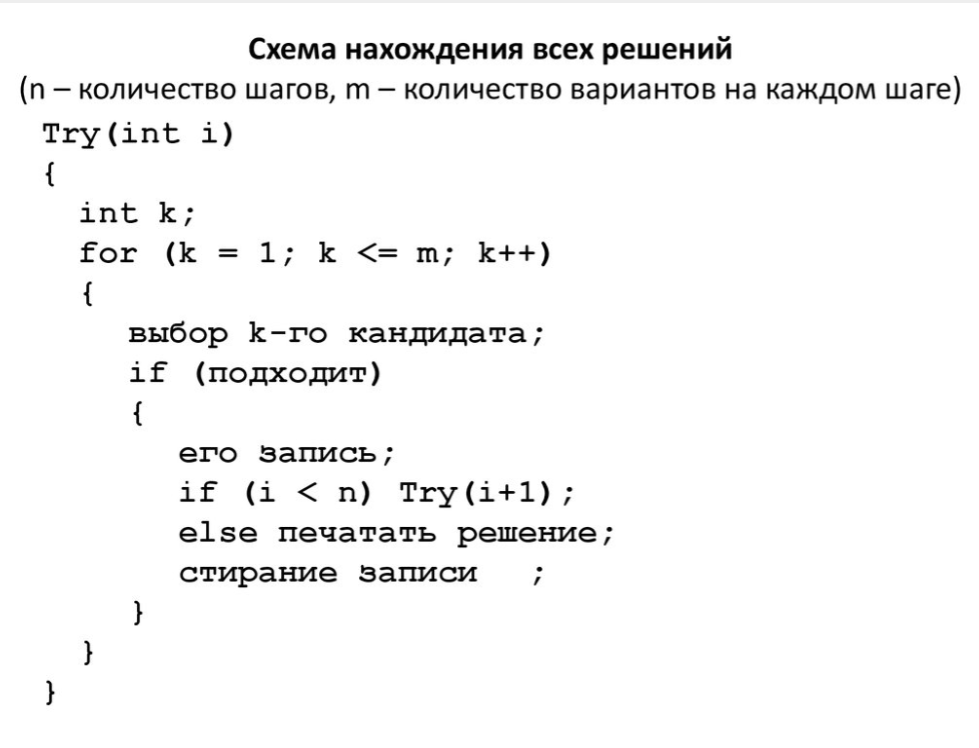 Схема нахождения всех решений
(n – количество шагов, m – количество вариантов на каждом шаге)
Try(int i)
{
int k;
for (k = 1; k <= m; k++)
{
выбор k-го кандидата;
if (подходит)
{
его запись;
if (i < n) Try(i+1);
else печатать решение;
стирание записи ;
}
}
}